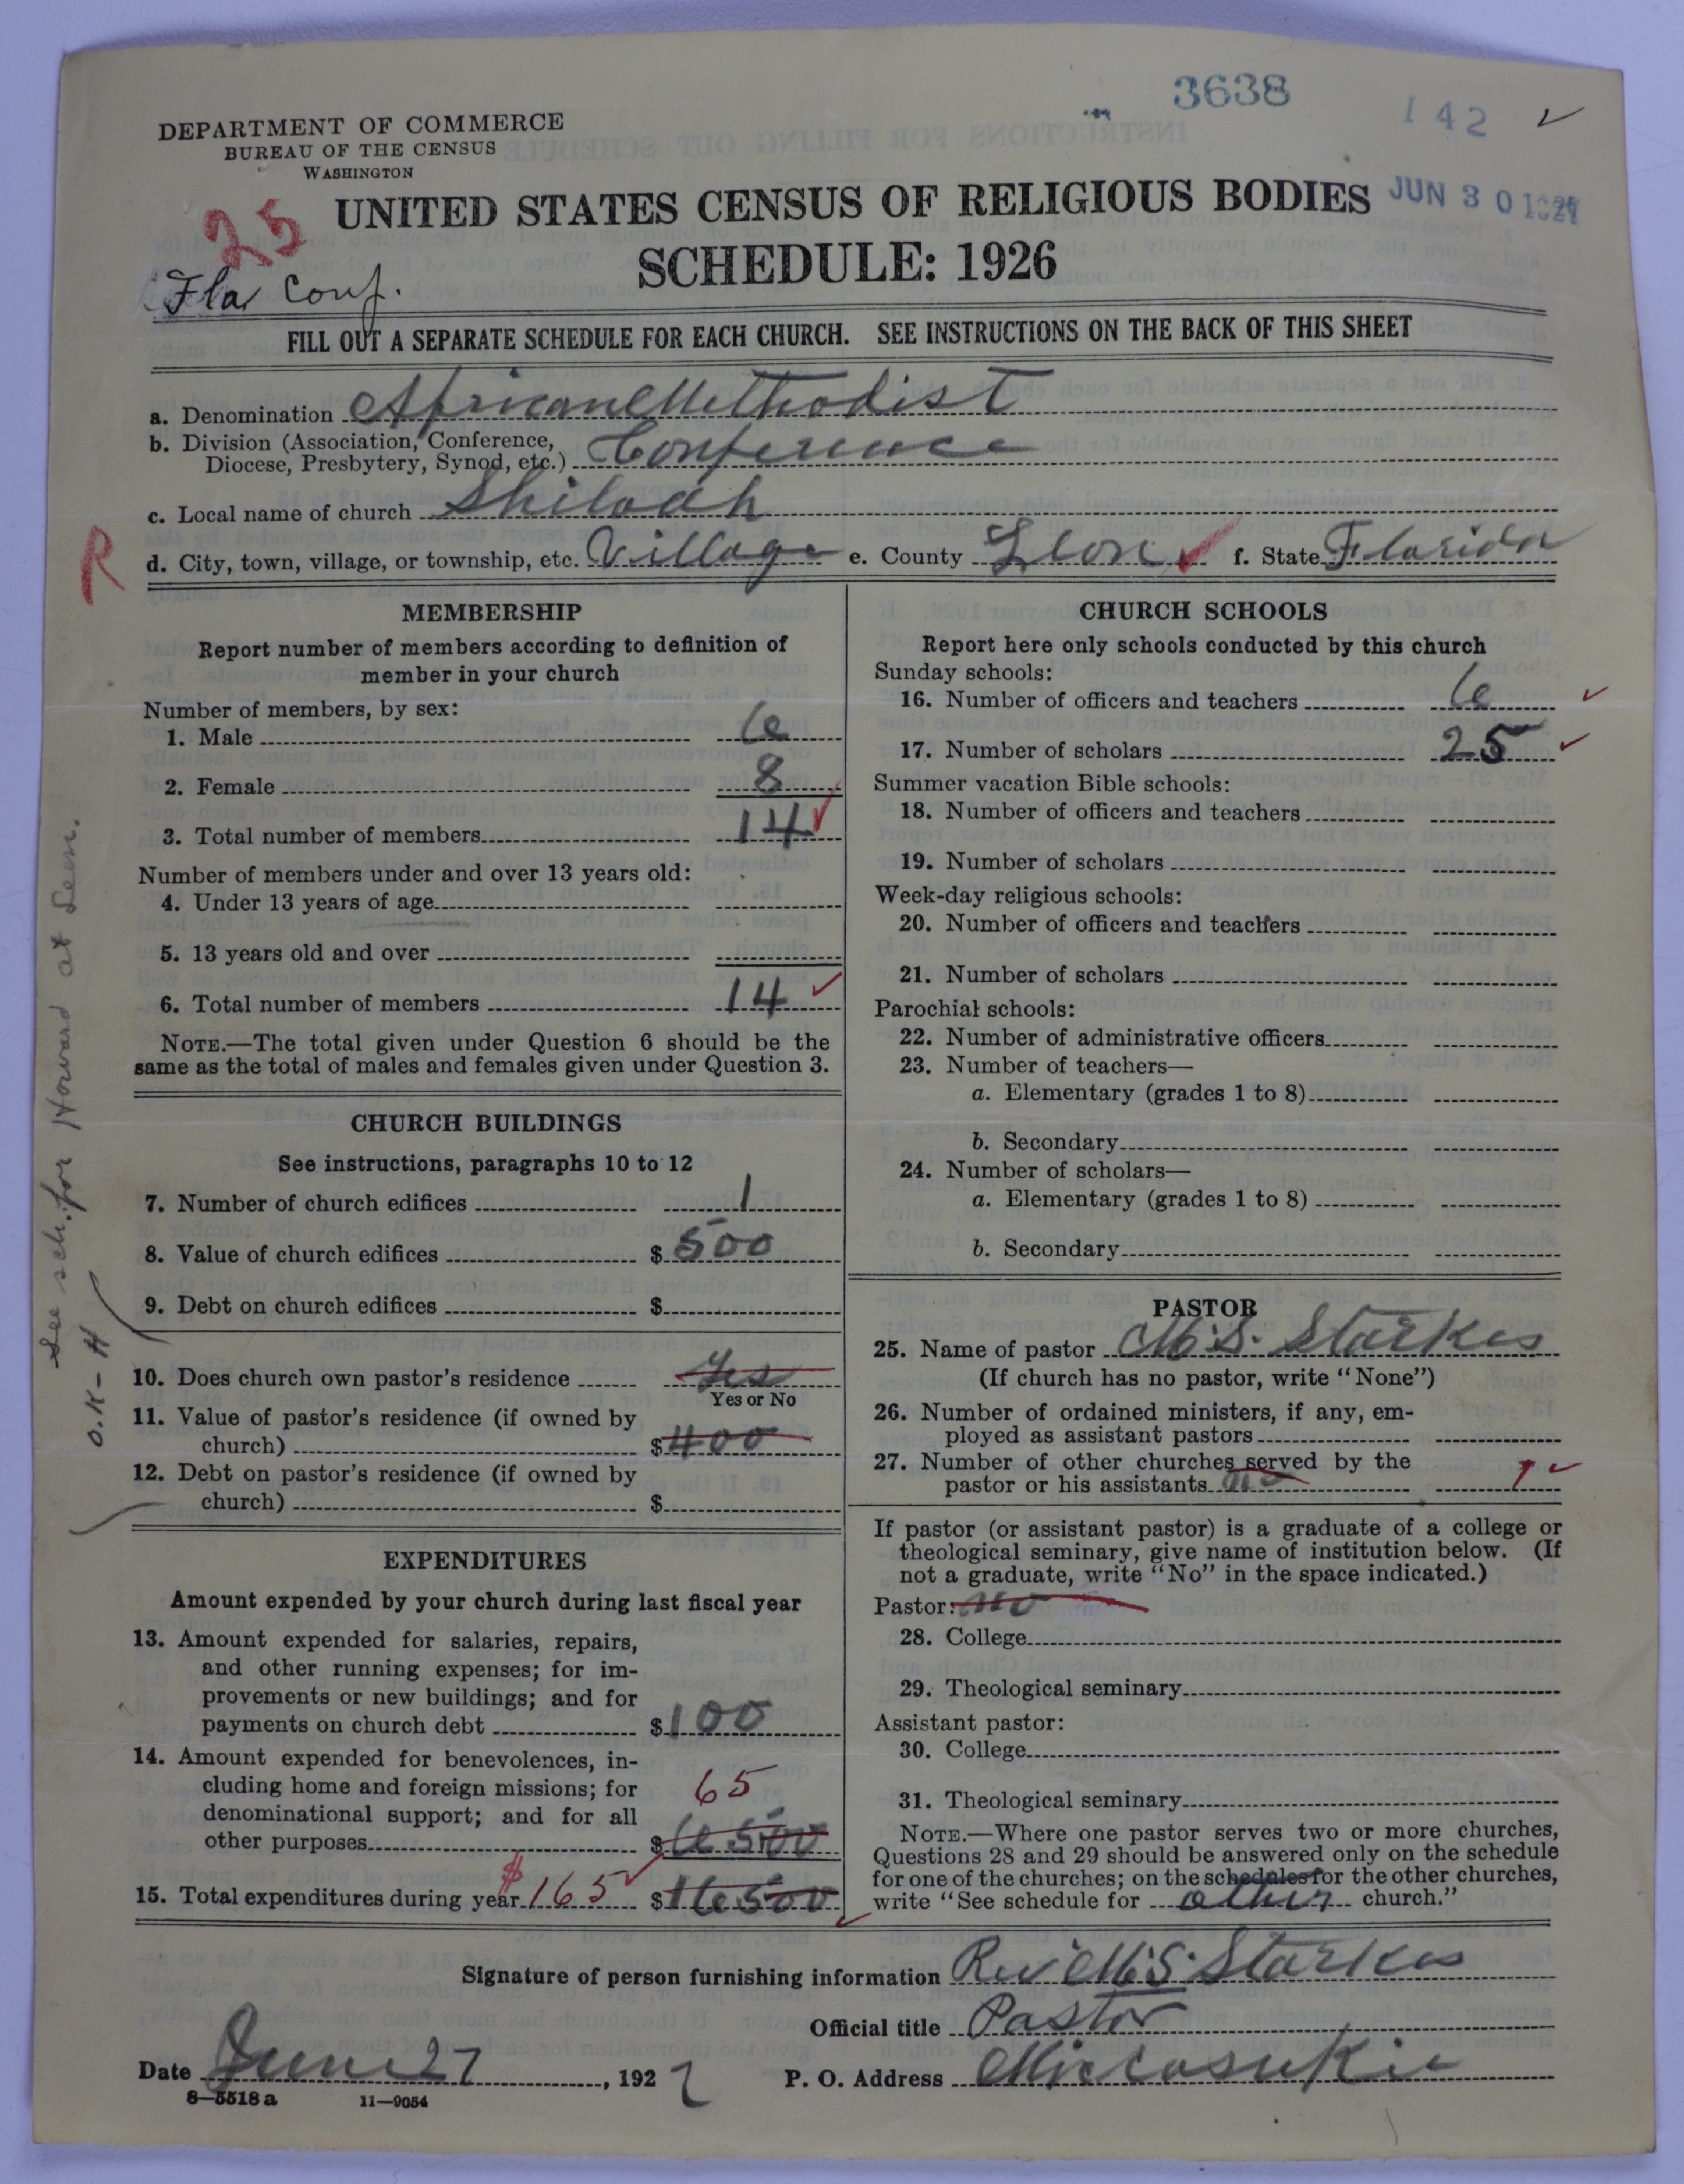 3638
142 ✓
DEPARTMENT OF COMMERCE
BUREAU OF THE CENSUS
WASHINGTON
25
UNITED STATES CENSUS OF RELIGIOUS BODIES
JUN 30 1927
SCHEDULE: 1926
Fla Conf.
FILL OUT A SEPARATE SCHEDULE FOR EACH CHURCH. SEE INSTRUCTIONS ON THE BACK OF THIS SHEET
a. Denomination African Methodist
b. Division (Association, Conference,
Diocese, Presbytery, Synod, etc.) Conference
c. Local name of church Shiloah
R
d. City, town, village, or township, etc. Village e. County Leon ✓ f. State Florida
MEMBERSHIP
Report number of members according to definition of
member in your church
Number of members, by sex:
1. Male 6
2. Female 8
3. Total number of members 14 ✓
Number of members under and over 13 years old:
4. Under 13 years of age
5. 13 years old and over
6. Total number of members 14 ✓
NOTE.—The total given under Question 6 should be the
same as the total of males and females given under Question 3.
CHURCH BUILDINGS
See instructions, paragraphs 10 to 12
7. Number of church edifices 1
8. Value of church edifices $ 500
9. Debt on church edifices $
10. Does church own pastor's residence Yes
Yes or No
11. Value of pastor's residence (if owned by
church) $ 400
12. Debt on pastor's residence (if owned by
church) $
See sch. for Howard at Leon.
O.K-H
EXPENDITURES
Amount expended by your church during last fiscal year
13. Amount expended for salaries, repairs,
and other running expenses; for im-
provements or new buildings; and for
payments on church debt $ 100
14. Amount expended for benevolences, in-
cluding home and foreign missions; for
65
denominational support; and for all
other purposes $ 6500
15. Total expenditures during year $165 ✓ $ 16500
CHURCH SCHOOLS
Report here only schools conducted by this church
Sunday schools:
16. Number of officers and teachers 6 ✓
17. Number of scholars 25 ✓
Summer vacation Bible schools:
18. Number of officers and teachers
19. Number of scholars
Week-day religious schools:
20. Number of officers and teachers
21. Number of scholars
Parochial schools:
22. Number of administrative officers
23. Number of teachers—
a. Elementary (grades 1 to 8)
b. Secondary
24. Number of scholars—
a. Elementary (grades 1 to 8)
b. Secondary
PASTOR
25. Name of pastor M. S. Starkes
(If church has no pastor, write "None")
26. Number of ordained ministers, if any, em-
ployed as assistant pastors
27. Number of other churches served by the
pastor or his assistants no 1 ✓
If pastor (or assistant pastor) is a graduate of a college or
theological seminary, give name of institution below. (If
not a graduate, write "No" in the space indicated.)
Pastor: no
28. College
29. Theological seminary
Assistant pastor:
30. College
31. Theological seminary
NOTE.—Where one pastor serves two or more churches,
Questions 28 and 29 should be answered only on the schedule
for one of the churches; on the schedules for the other churches,
write "See schedule for other church."
Signature of person furnishing information Rev M. S. Starkes
Official title Pastor
Date June 27, 1927 P. O. Address Miccosukie
8—5518 a 11—9054